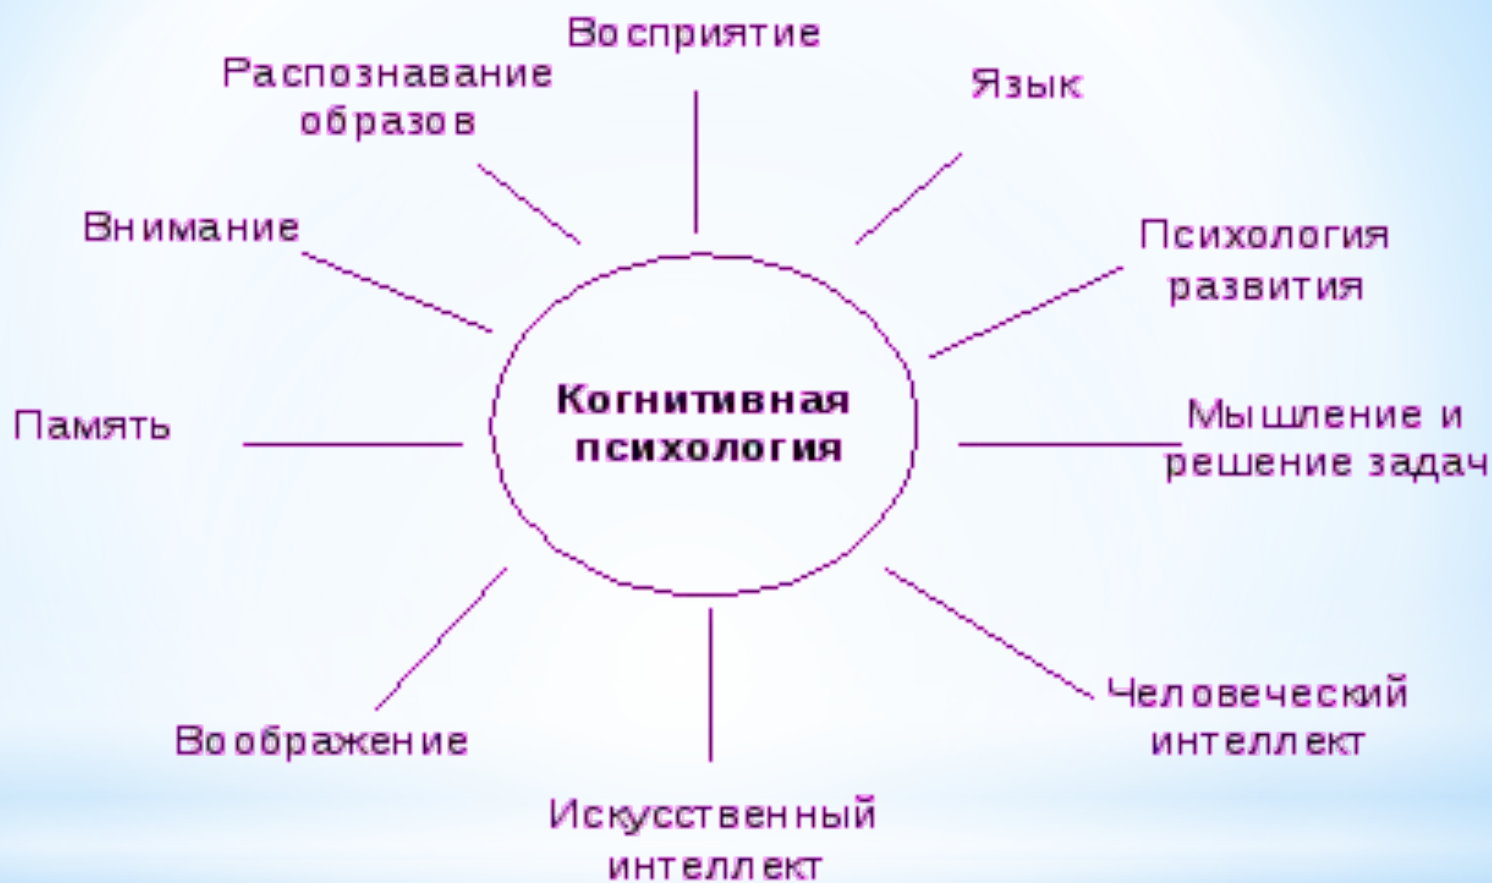 Восприятие
Распознавание
образов
Язык
Внимание
Психология
развития
Память
Когнитивная
психология
Мышление и
решение задач
Воображение
Человеческий
интеллект
Искусственный
интеллект